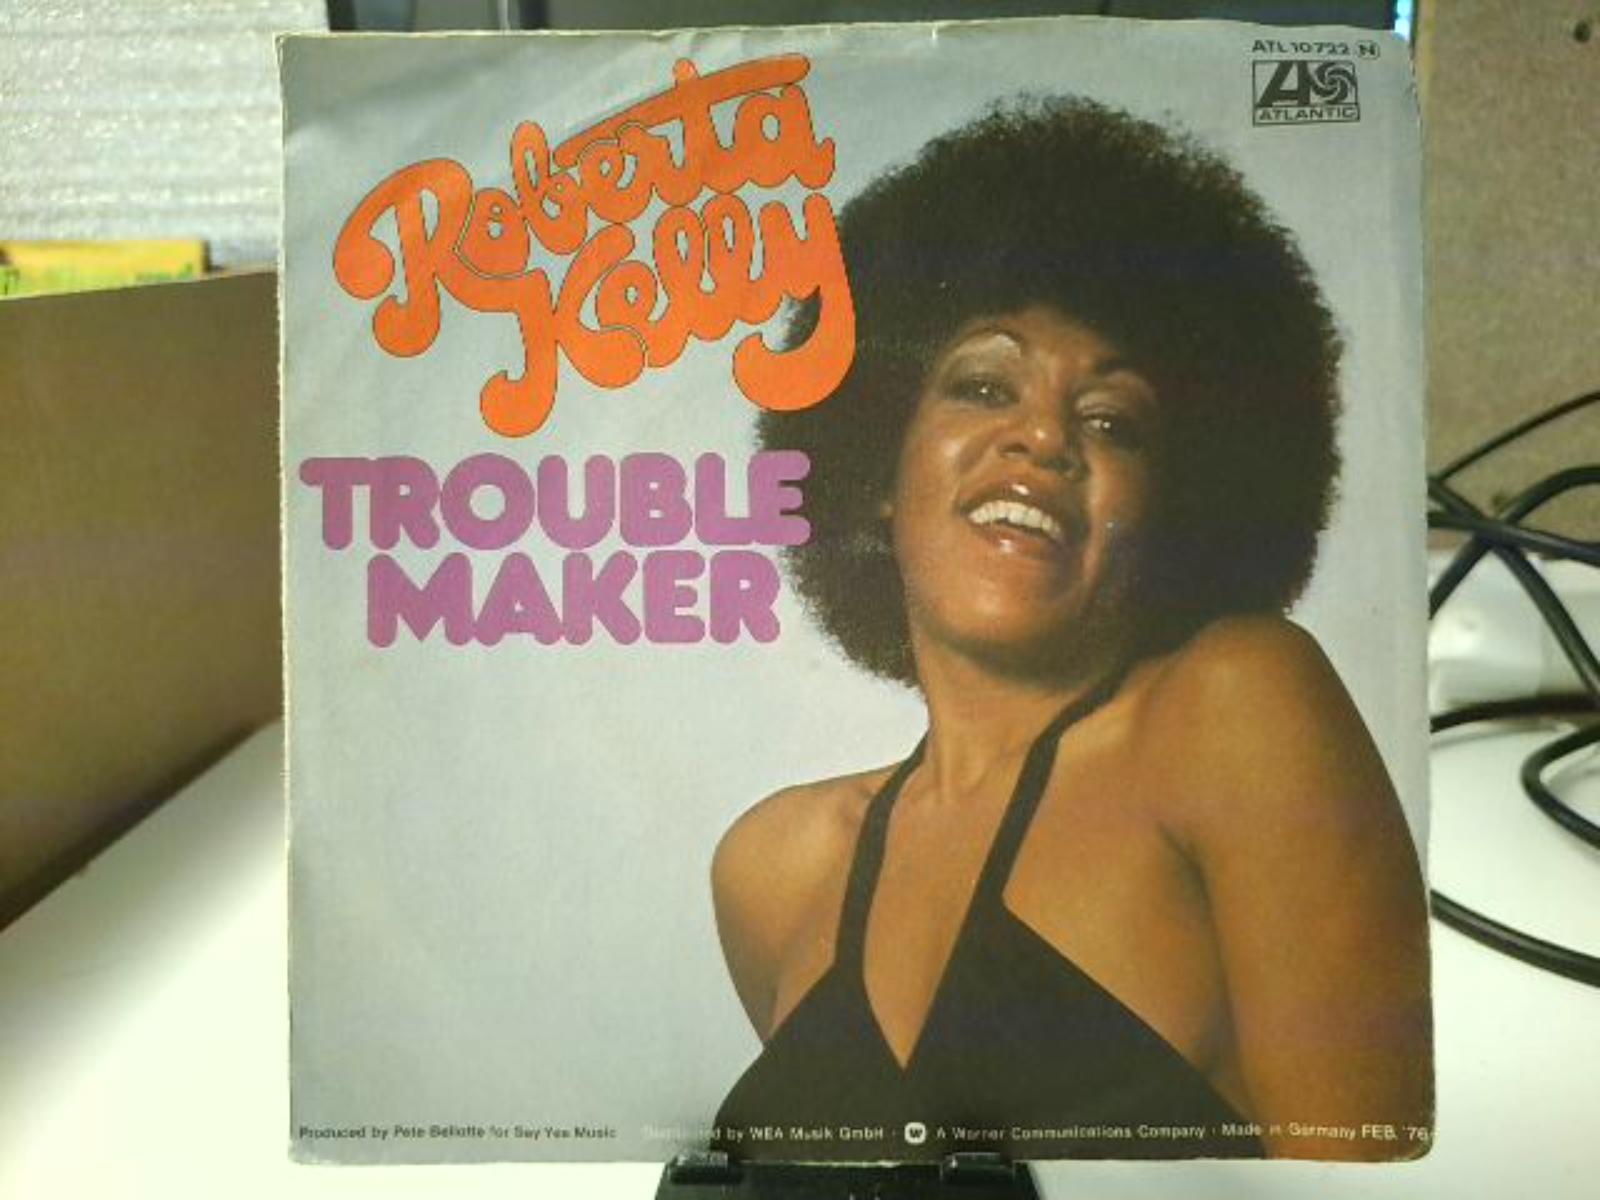 ATL 10722 N
ATLANTIC
Roberta
Kelly
TROUBLE
MAKER
Produced by Pete Bellotte for Say Yes Music
by WEA Musik GmbH · W A Warner Communications Company · Made in Germany FEB. '76